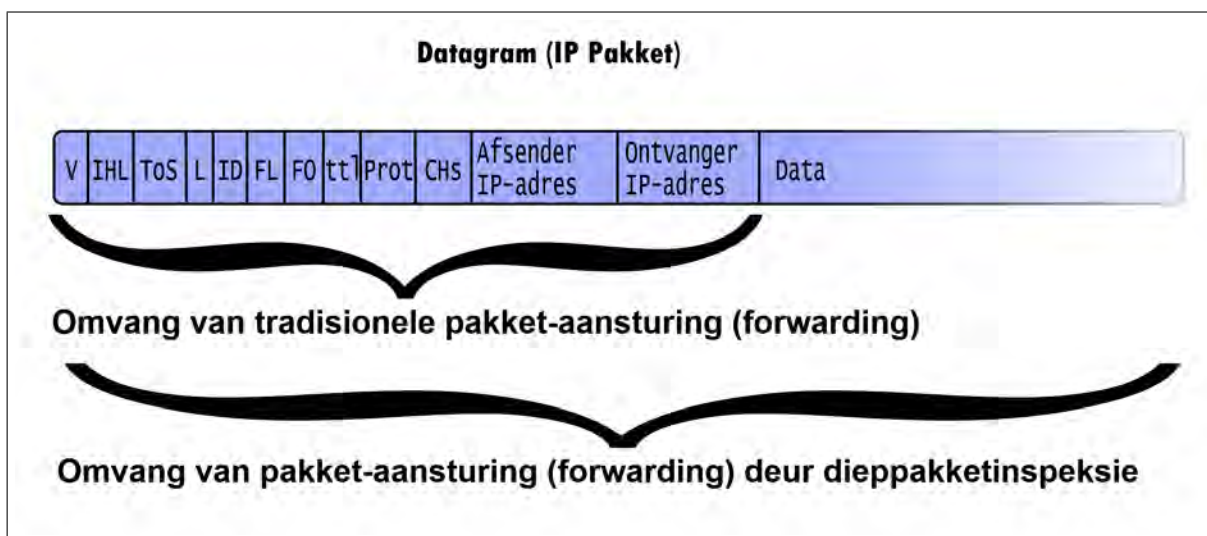 Datagram (IP Pakket)
V IHL ToS L ID FL FO ttl Prot CHs Afsender IP-adres Ontvanger IP-adres Data
Omvang van tradisionele pakket-aansturing (forwarding)
Omvang van pakket-aansturing (forwarding) deur dieppakketinspeksie